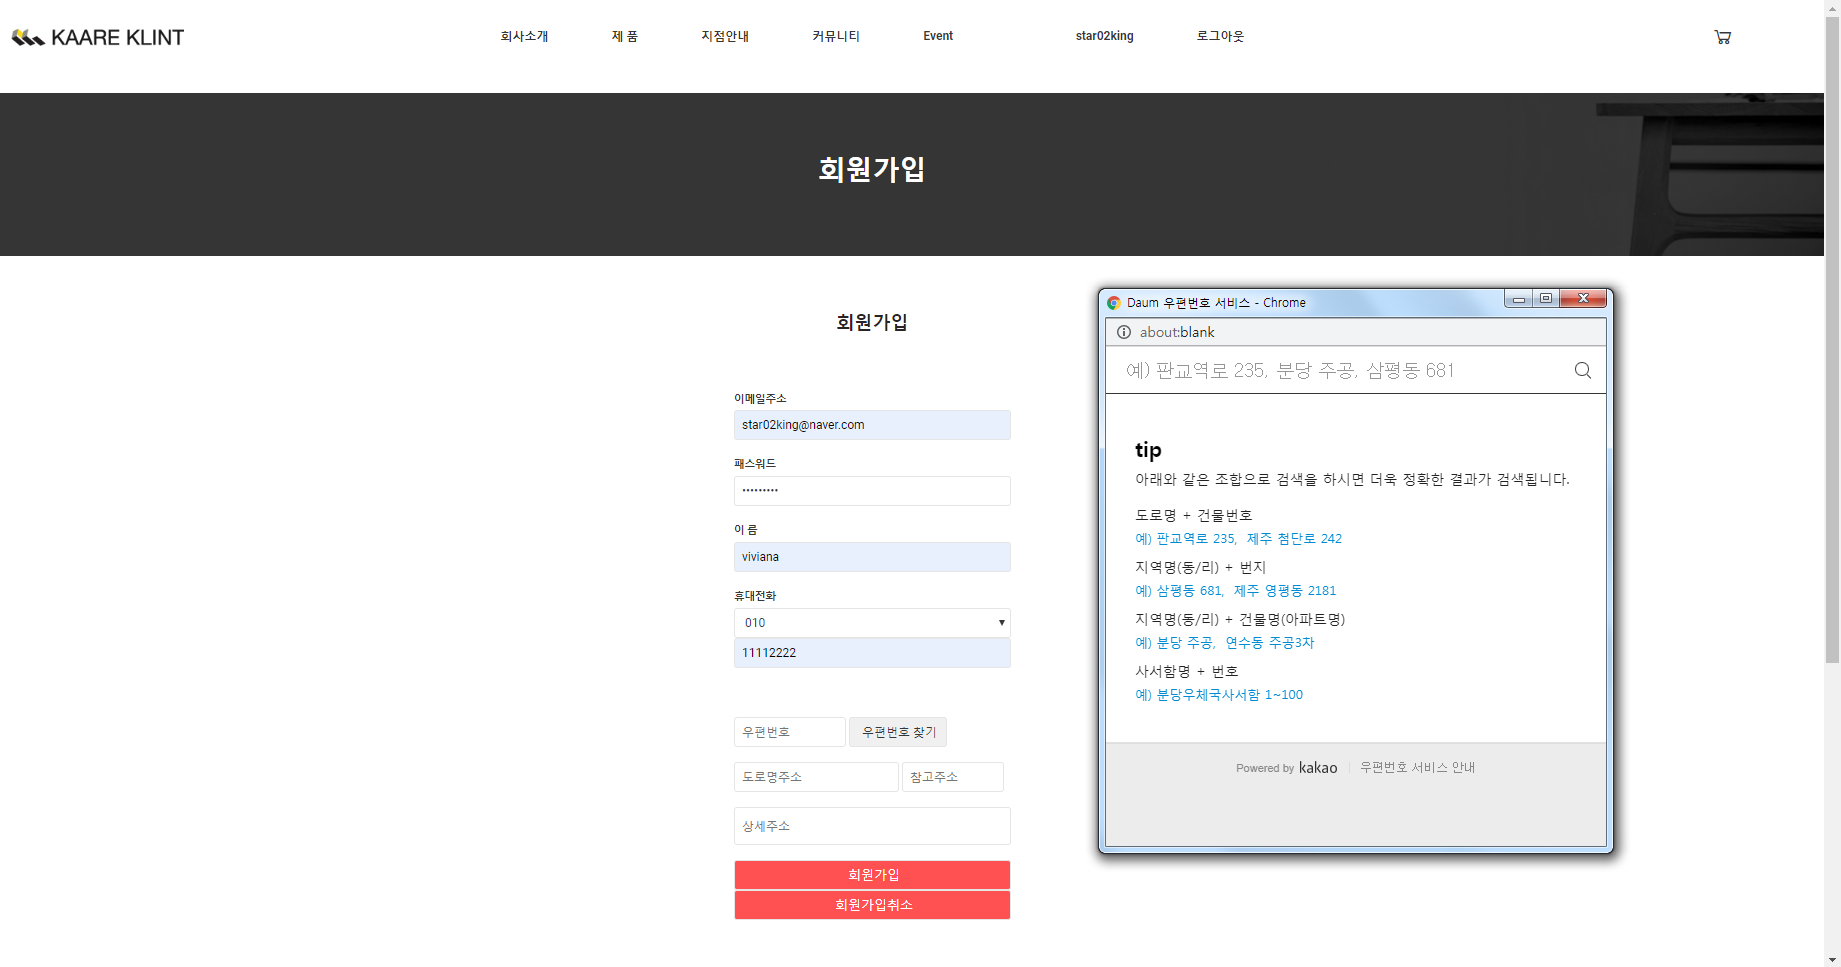 KAARE KLINT
회사소개 제 품 지점안내 커뮤니티 Event star02king 로그아웃
회원가입
회원가입
이메일주소
star02king@naver.com
패스워드
•••••••••
이 름
viviana
휴대전화
010
11112222
우편번호 우편번호 찾기
도로명주소 참고주소
상세주소
회원가입
회원가입취소
Daum 우편번호 서비스 - Chrome
about:blank
예) 판교역로 235, 분당 주공, 삼평동 681
tip
아래와 같은 조합으로 검색을 하시면 더욱 정확한 결과가 검색됩니다.
도로명 + 건물번호
예) 판교역로 235, 제주 첨단로 242
지역명(동/리) + 번지
예) 삼평동 681, 제주 영평동 2181
지역명(동/리) + 건물명(아파트명)
예) 분당 주공, 연수동 주공3차
사서함명 + 번호
예) 분당우체국사서함 1~100
Powered by kakao 우편번호 서비스 안내